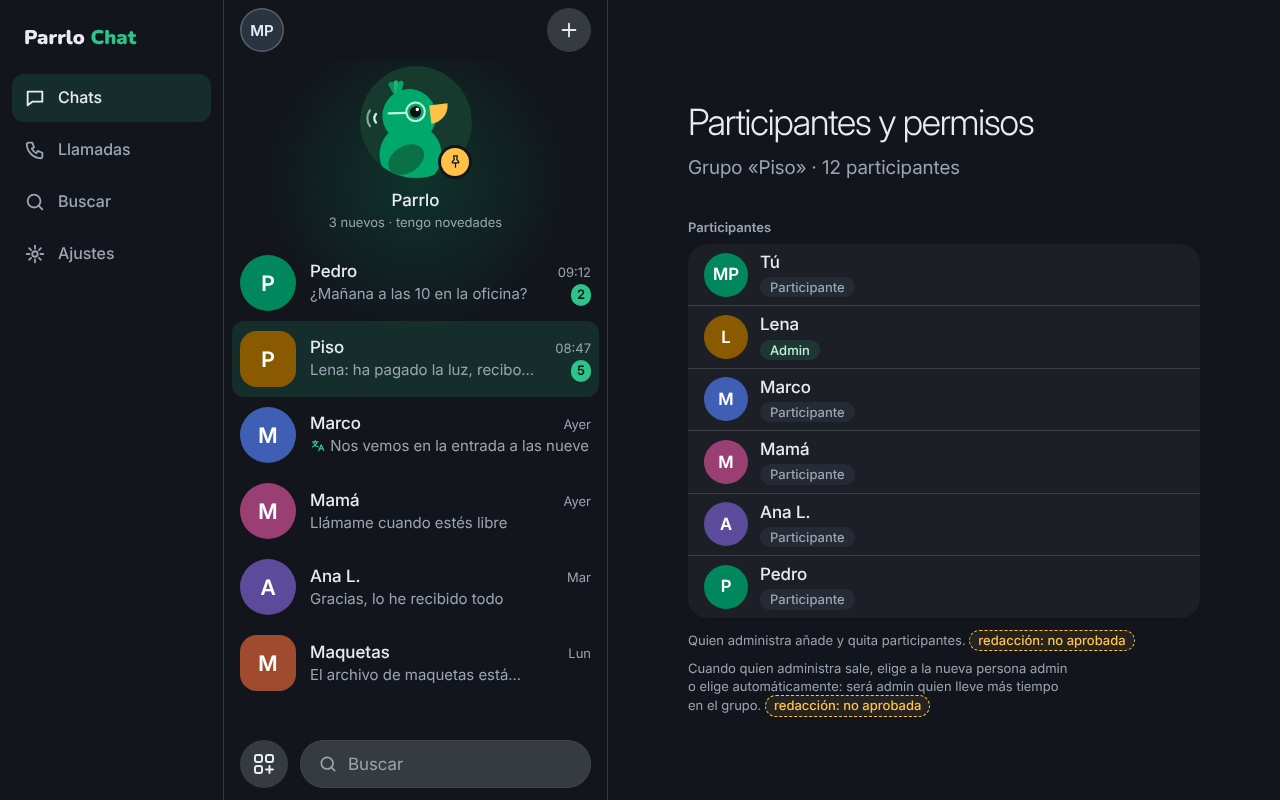 Parrlo Chat
Chats
Llamadas
Buscar
Ajustes
MP
Parrlo
3 nuevos · tengo novedades
P
Pedro
09:12
¿Mañana a las 10 en la oficina?
2
P
Piso
08:47
Lena: ha pagado la luz, recibo...
5
M
Marco
Ayer
Nos vemos en la entrada a las nueve
M
Mamá
Ayer
Llámame cuando estés libre
A
Ana L.
Mar
Gracias, lo he recibido todo
M
Maquetas
Lun
El archivo de maquetas está...
Buscar
Participantes y permisos
Grupo «Piso» · 12 participantes
Participantes
MP
Tú
Participante
L
Lena
Admin
M
Marco
Participante
M
Mamá
Participante
A
Ana L.
Participante
P
Pedro
Participante
Quien administra añade y quita participantes. redacción: no aprobada
Cuando quien administra sale, elige a la nueva persona admin
o elige automáticamente: será admin quien lleve más tiempo
en el grupo. redacción: no aprobada